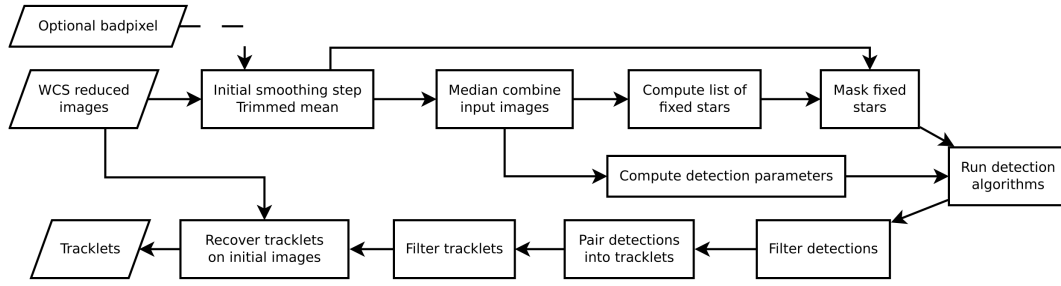 Optional badpixel
WCS reduced
images
Initial smoothing step
Trimmed mean
Median combine
input images
Compute list of
fixed stars
Mask fixed
stars
Compute detection parameters
Run detection
algorithms
Tracklets
Recover tracklets
on initial images
Filter tracklets
Pair detections
into tracklets
Filter detections